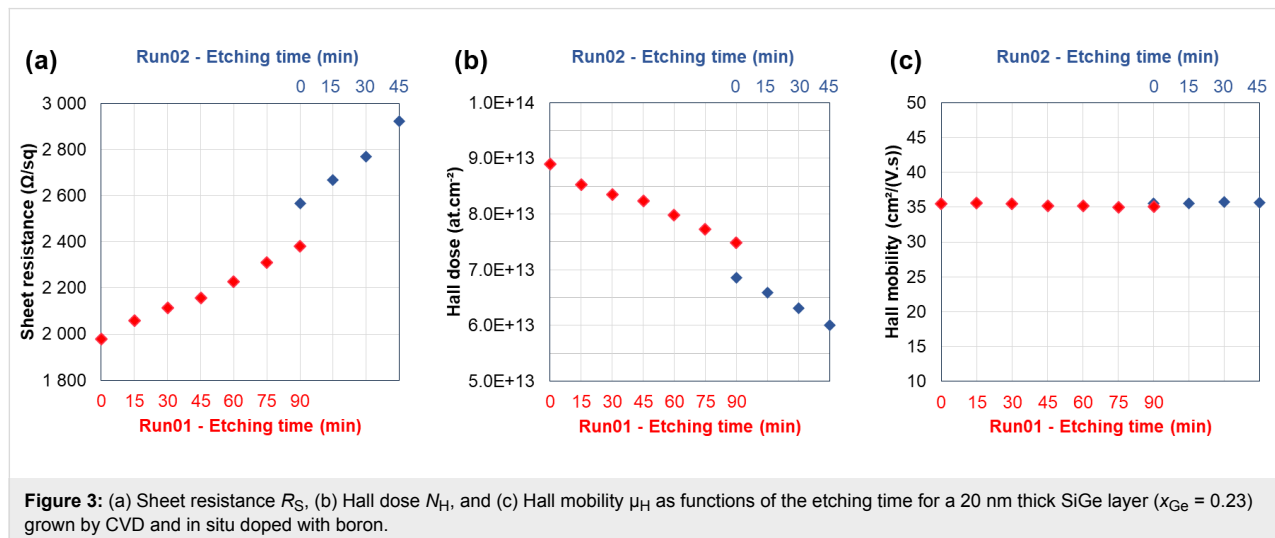 (a)
Run02 - Etching time (min)
0 15 30 45
Sheet resistance (Ω/sq)
3 000
2 800
2 600
2 400
2 200
2 000
1 800
0 15 30 45 60 75 90
Run01 - Etching time (min)
(b)
Run02 - Etching time (min)
0 15 30 45
Hall dose (at.cm⁻²)
1.0E+14
9.0E+13
8.0E+13
7.0E+13
6.0E+13
5.0E+13
0 15 30 45 60 75 90
Run01 - Etching time (min)
(c)
Run02 - Etching time (min)
0 15 30 45
Hall mobility (cm²/(V.s))
50
45
40
35
30
25
20
15
10
0 15 30 45 60 75 90
Run01 - Etching time (min)
Figure 3: (a) Sheet resistance R_S, (b) Hall dose N_H, and (c) Hall mobility μ_H as functions of the etching time for a 20 nm thick SiGe layer (x_Ge = 0.23)
grown by CVD and in situ doped with boron.